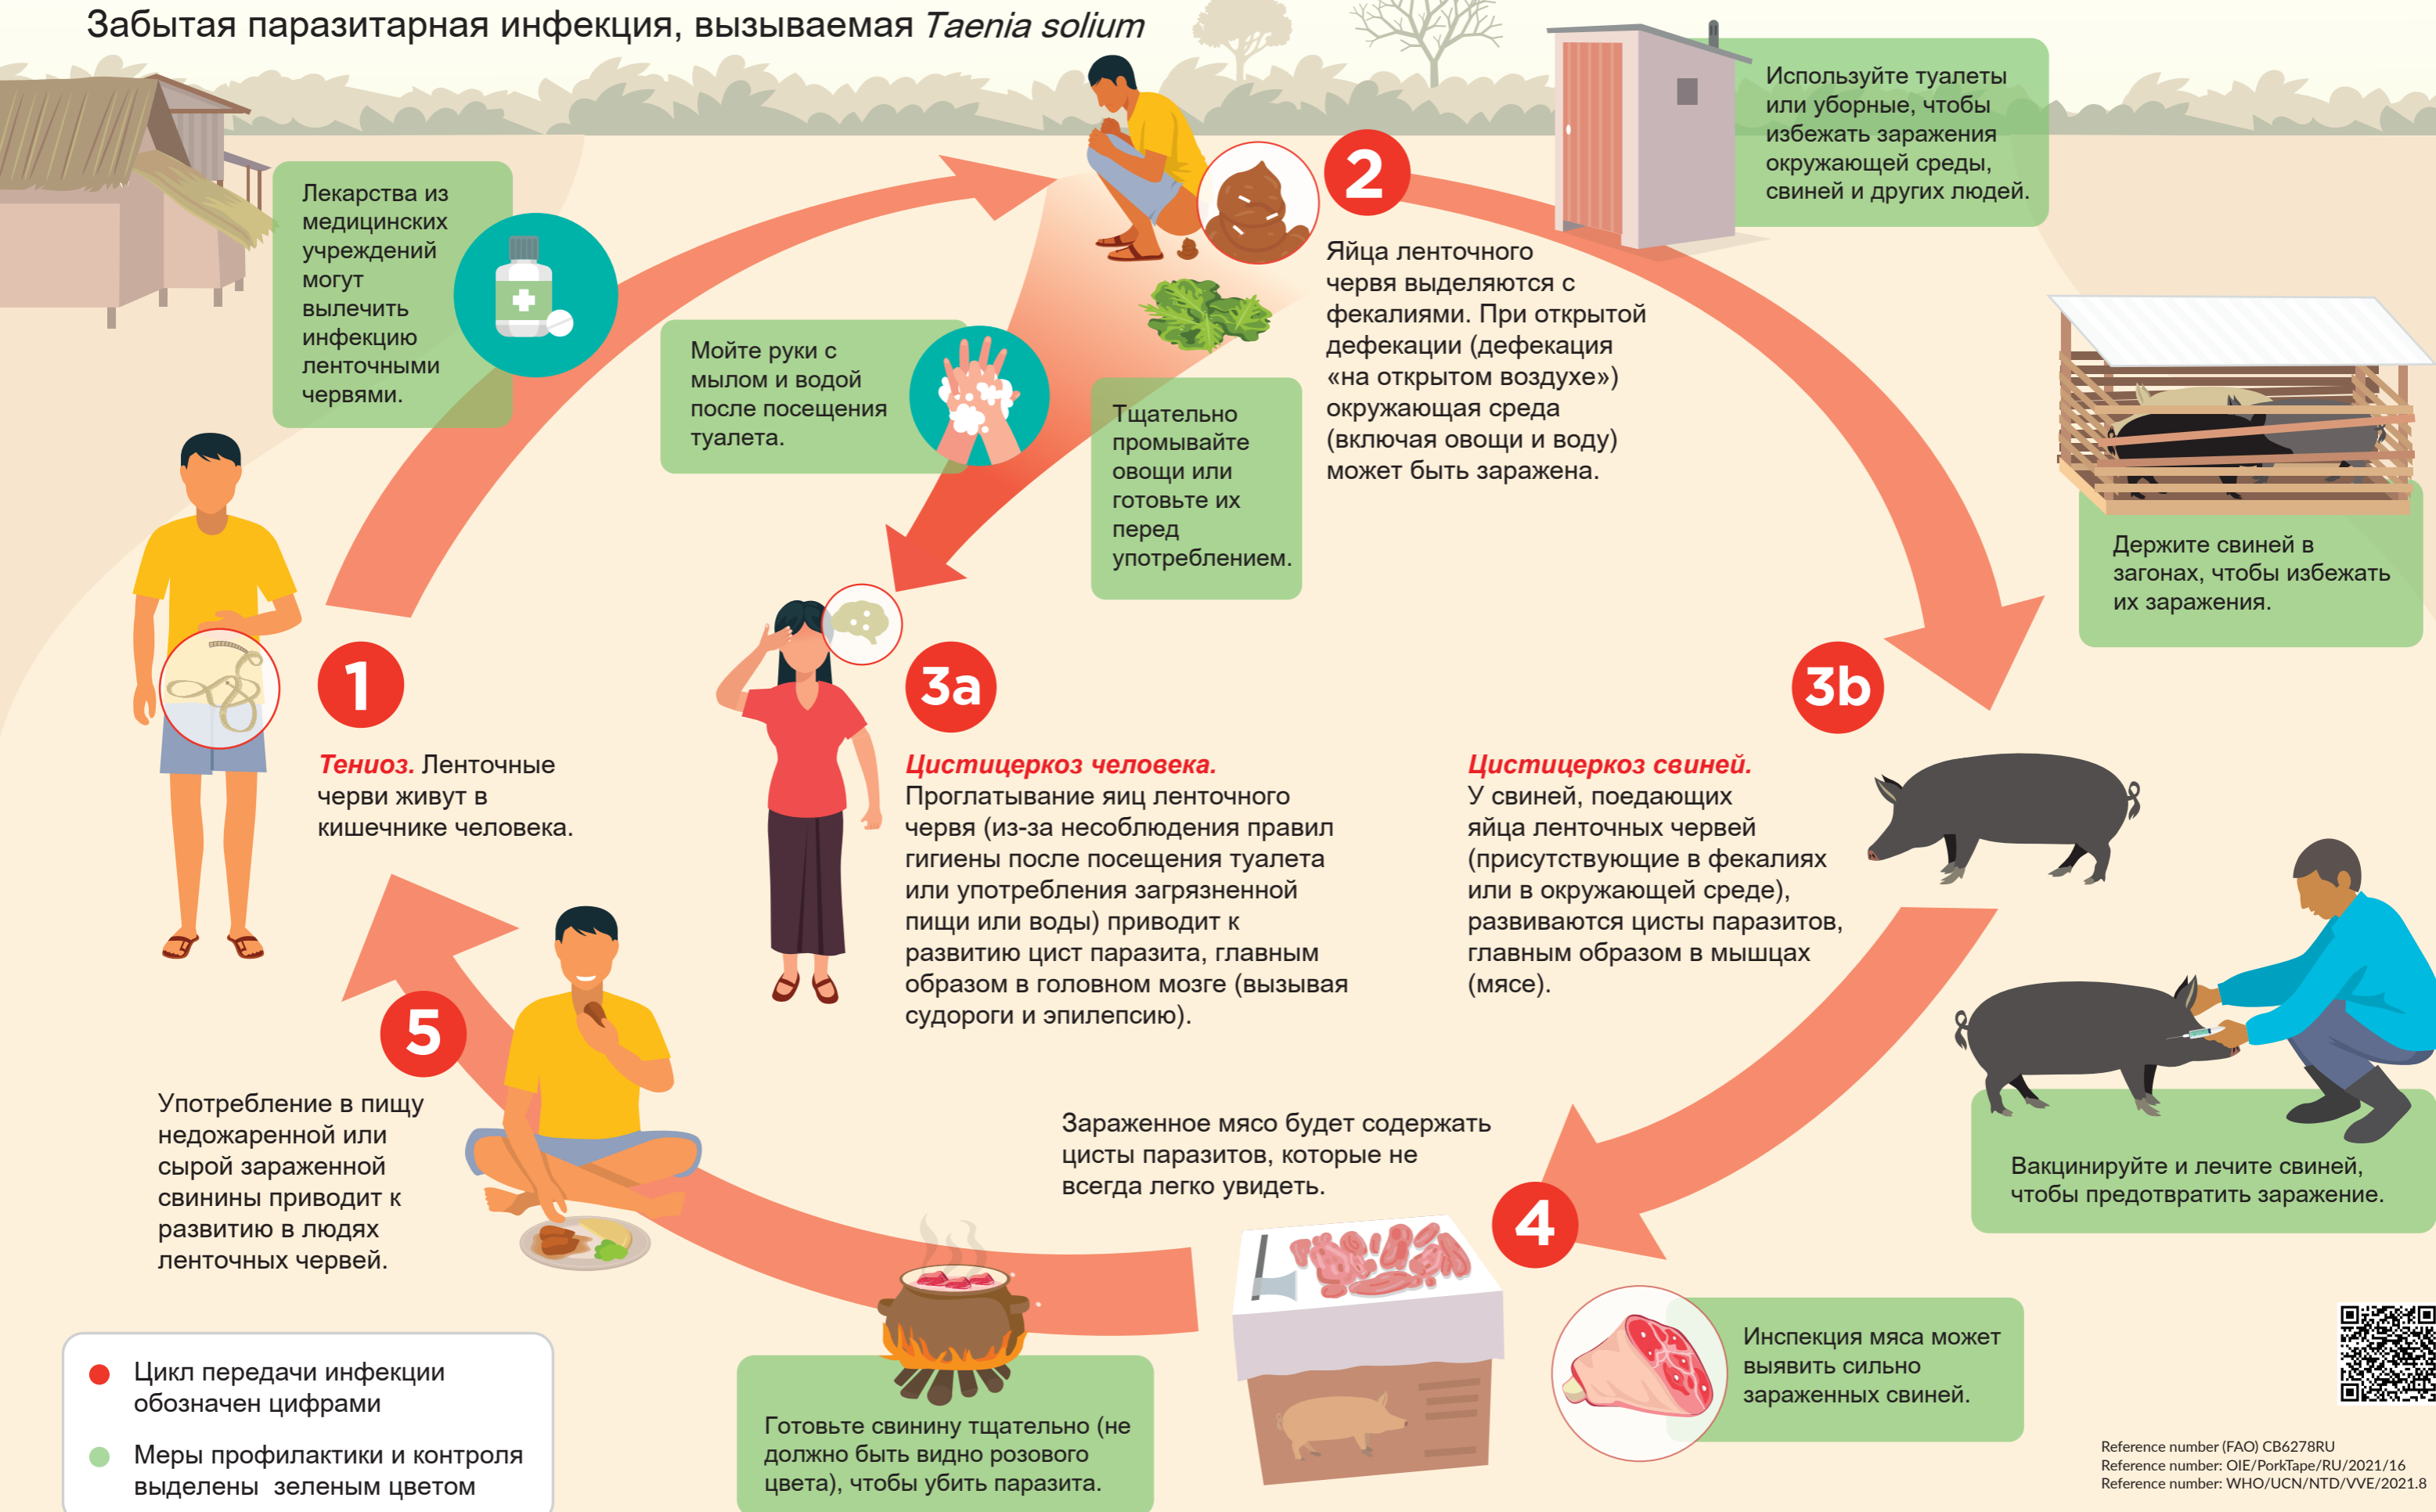 Забытая паразитарная инфекция, вызываемая Taenia solium
Используйте туалеты
или уборные, чтобы
избежать заражения
окружающей среды,
свиней и других людей.
Лекарства из
медицинских
учреждений
могут
вылечить
инфекцию
ленточными
червями.
Мойте руки с
мылом и водой
после посещения
туалета.
Тщательно
промывайте
овощи или
готовьте их
перед
употреблением.
2
Яйца ленточного
червя выделяются с
фекалиями. При открытой
дефекации (дефекация
«на открытом воздухе»)
окружающая среда
(включая овощи и воду)
может быть заражена.
Держите свиней в
загонах, чтобы избежать
их заражения.
1
Тениоз. Ленточные
черви живут в
кишечнике человека.
3a
Цистицеркоз человека.
Проглатывание яиц ленточного
червя (из-за несоблюдения правил
гигиены после посещения туалета
или употребления загрязненной
пищи или воды) приводит к
развитию цист паразита, главным
образом в головном мозге (вызывая
судороги и эпилепсию).
3b
Цистицеркоз свиней.
У свиней, поедающих
яйца ленточных червей
(присутствующие в фекалиях
или в окружающей среде),
развиваются цисты паразитов,
главным образом в мышцах
(мясе).
Вакцинируйте и лечите свиней,
чтобы предотвратить заражение.
5
Употребление в пищу
недожаренной или
сырой зараженной
свинины приводит к
развитию в людях
ленточных червей.
Зараженное мясо будет содержать
цисты паразитов, которые не
всегда легко увидеть.
4
Инспекция мяса может
выявить сильно
зараженных свиней.
Готовьте свинину тщательно (не
должно быть видно розового
цвета), чтобы убить паразита.
Цикл передачи инфекции
обозначен цифрами
Меры профилактики и контроля
выделены зеленым цветом
Reference number (FAO) CB6278RU
Reference number: OIE/PorkTape/RU/2021/16
Reference number: WHO/UCN/NTD/VVE/2021.8